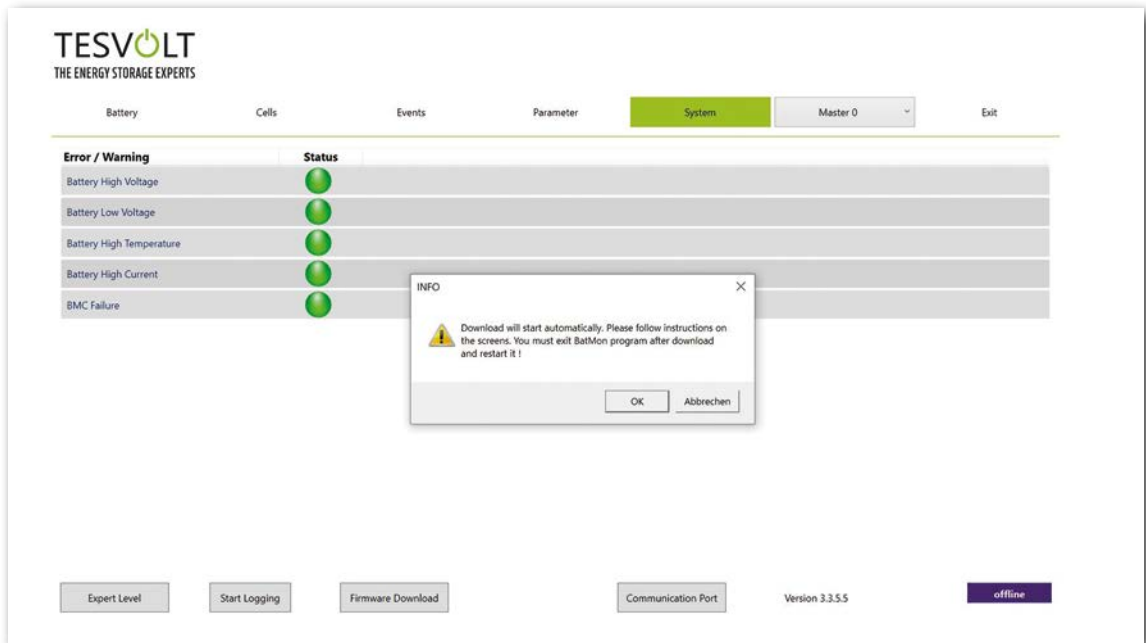 TESVOLT
THE ENERGY STORAGE EXPERTS
Battery Cells Events Parameter System Master 0 Exit
Error / Warning Status
Battery High Voltage
Battery Low Voltage
Battery High Temperature
Battery High Current
BMC Failure
INFO
Download will start automatically. Please follow instructions on
the screens. You must exit BatMon program after download
and restart it !
OK Abbrechen
Expert Level Start Logging Firmware Download Communication Port Version 3.3.5.5 offline